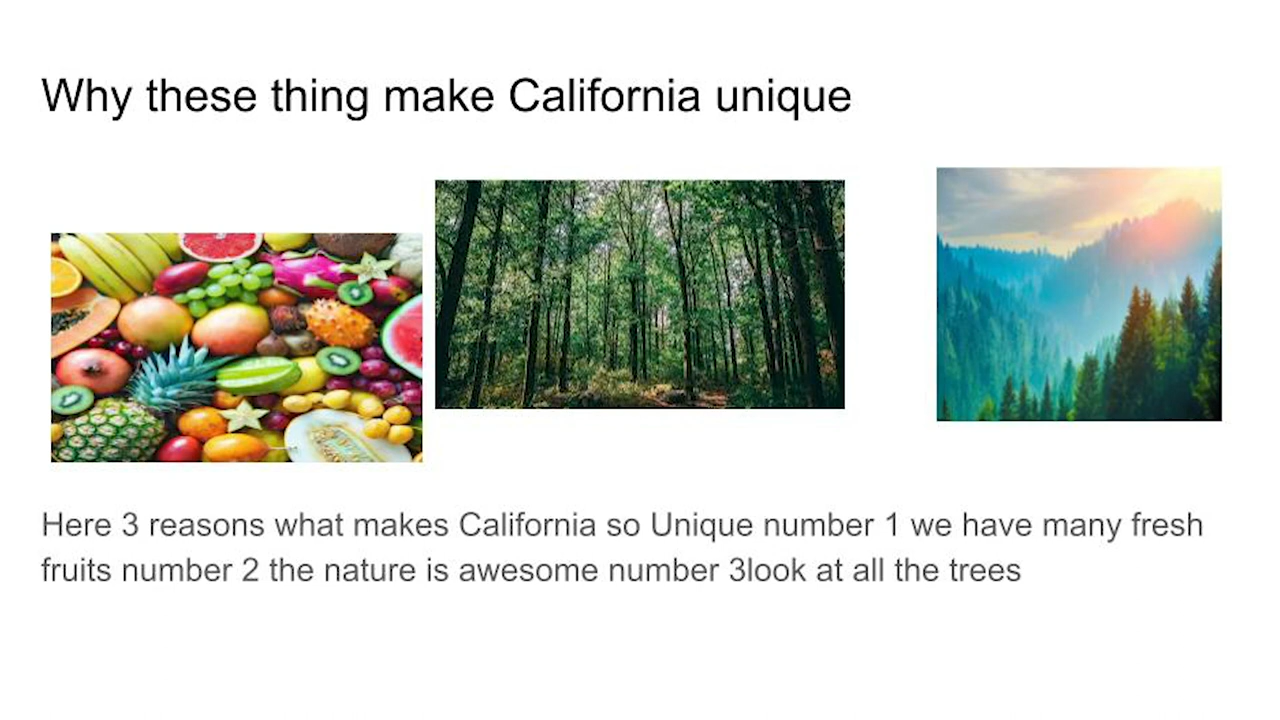 Why these thing make California unique
Here 3 reasons what makes California so Unique number 1 we have many fresh
fruits number 2 the nature is awesome number 3look at all the trees